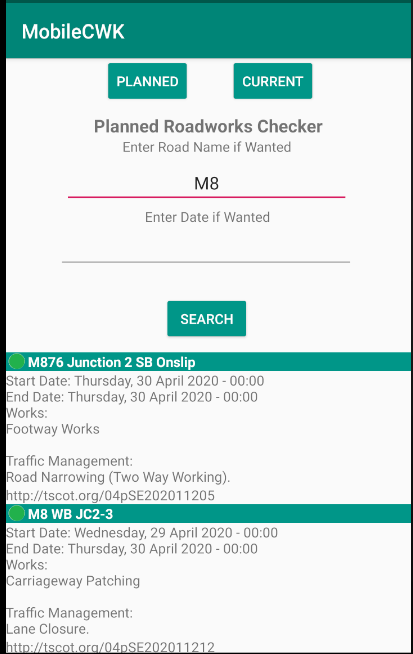 MobileCWK
PLANNED CURRENT
Planned Roadworks Checker
Enter Road Name if Wanted
M8
Enter Date if Wanted
SEARCH
M876 Junction 2 SB Onslip
Start Date: Thursday, 30 April 2020 - 00:00
End Date: Thursday, 30 April 2020 - 00:00
Works:
Footway Works
Traffic Management:
Road Narrowing (Two Way Working).
http://tscot.org/04pSE202011205
M8 WB JC2-3
Start Date: Wednesday, 29 April 2020 - 00:00
End Date: Thursday, 30 April 2020 - 00:00
Works:
Carriageway Patching
Traffic Management:
Lane Closure.
http://tscot.org/04pSE202011212